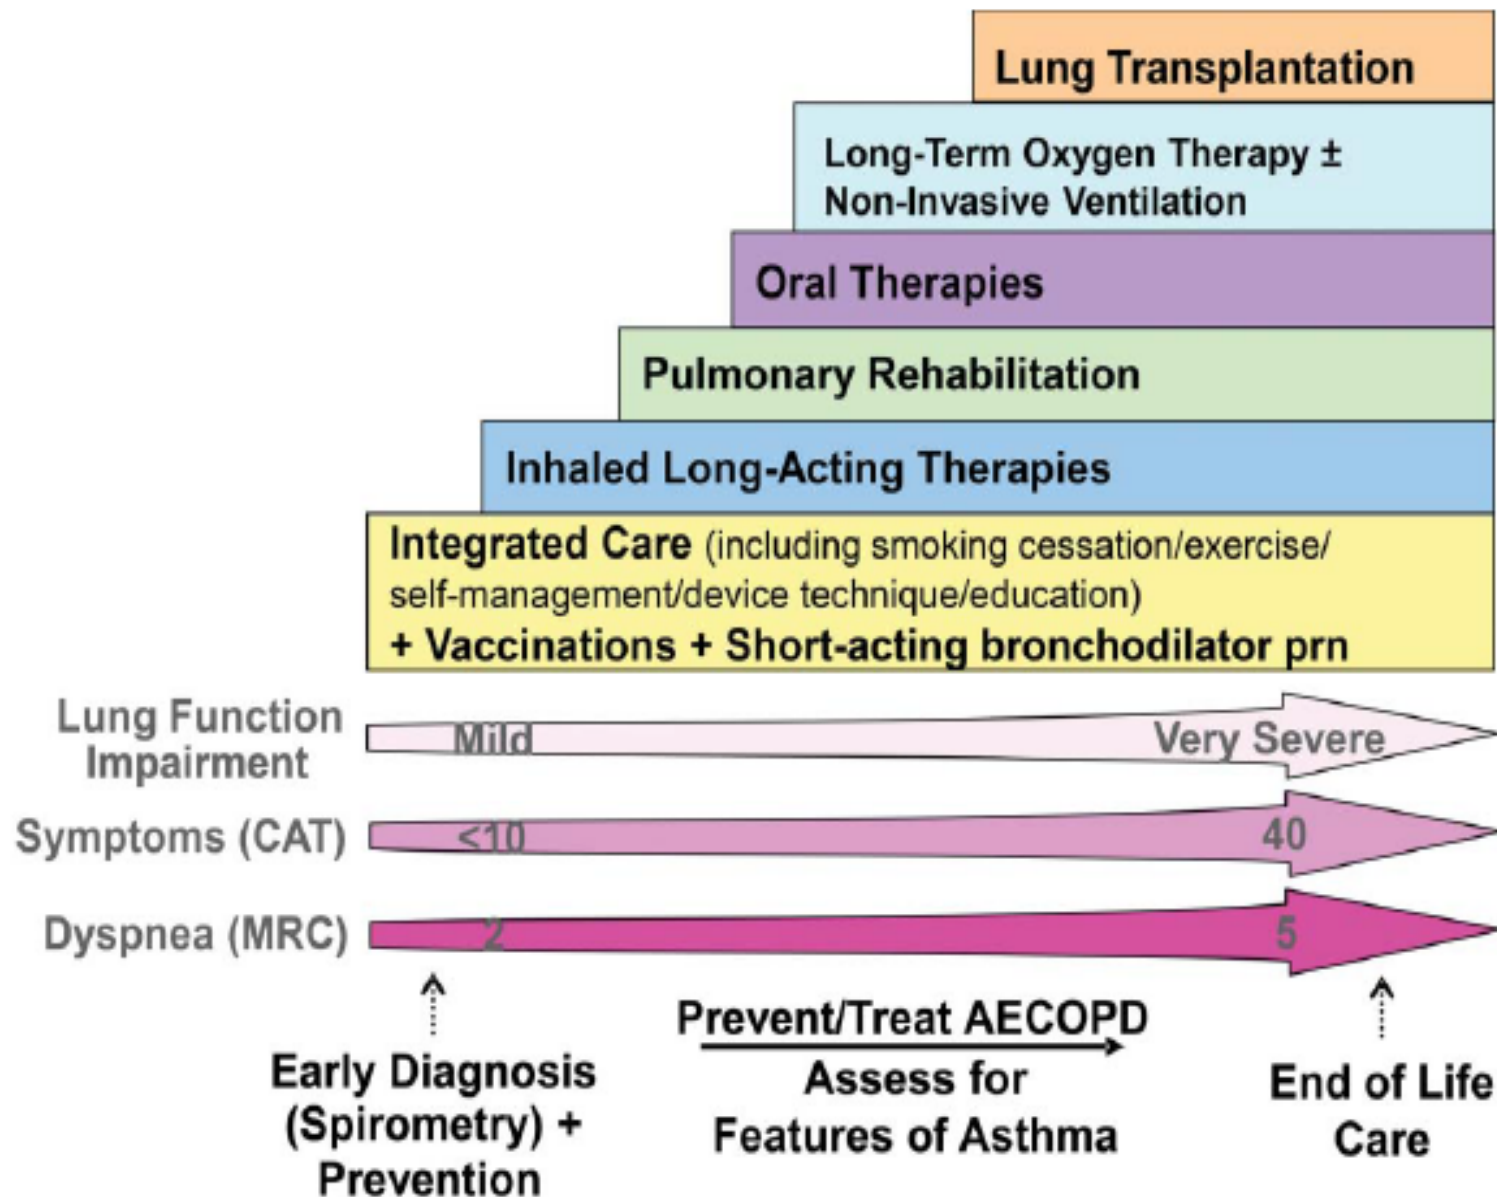 Lung Transplantation
Long-Term Oxygen Therapy ±
Non-Invasive Ventilation
Oral Therapies
Pulmonary Rehabilitation
Inhaled Long-Acting Therapies
Integrated Care (including smoking cessation/exercise/
self-management/device technique/education)
+ Vaccinations + Short-acting bronchodilator prn
Lung Function
Impairment
Mild
Very Severe
Symptoms (CAT)
<10
40
Dyspnea (MRC)
2
5
Early Diagnosis
(Spirometry) +
Prevention
Prevent/Treat AECOPD
Assess for
Features of Asthma
End of Life
Care